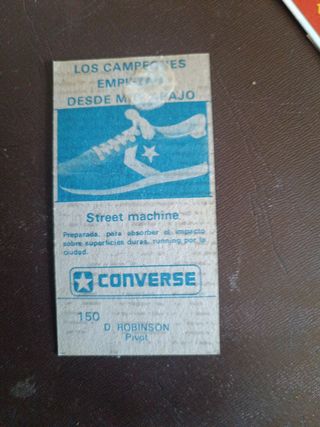 LOS CAMPEONES
DESDE
Street machine
Preparada, para absorber el impacto
sobre superficies duras, running por la
ciudad.
CONVERSE
150
D. ROBINSON
Pivot